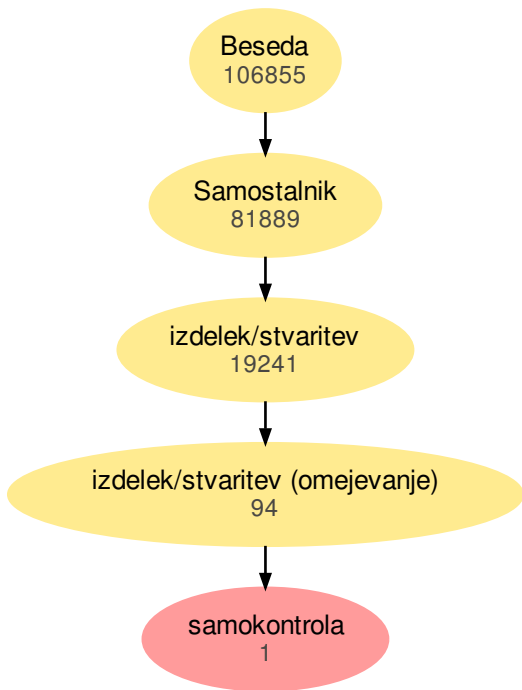 Beseda
106855
Samostalnik
81889
izdelek/stvaritev
19241
izdelek/stvaritev (omejevanje)
94
samokontrola
1